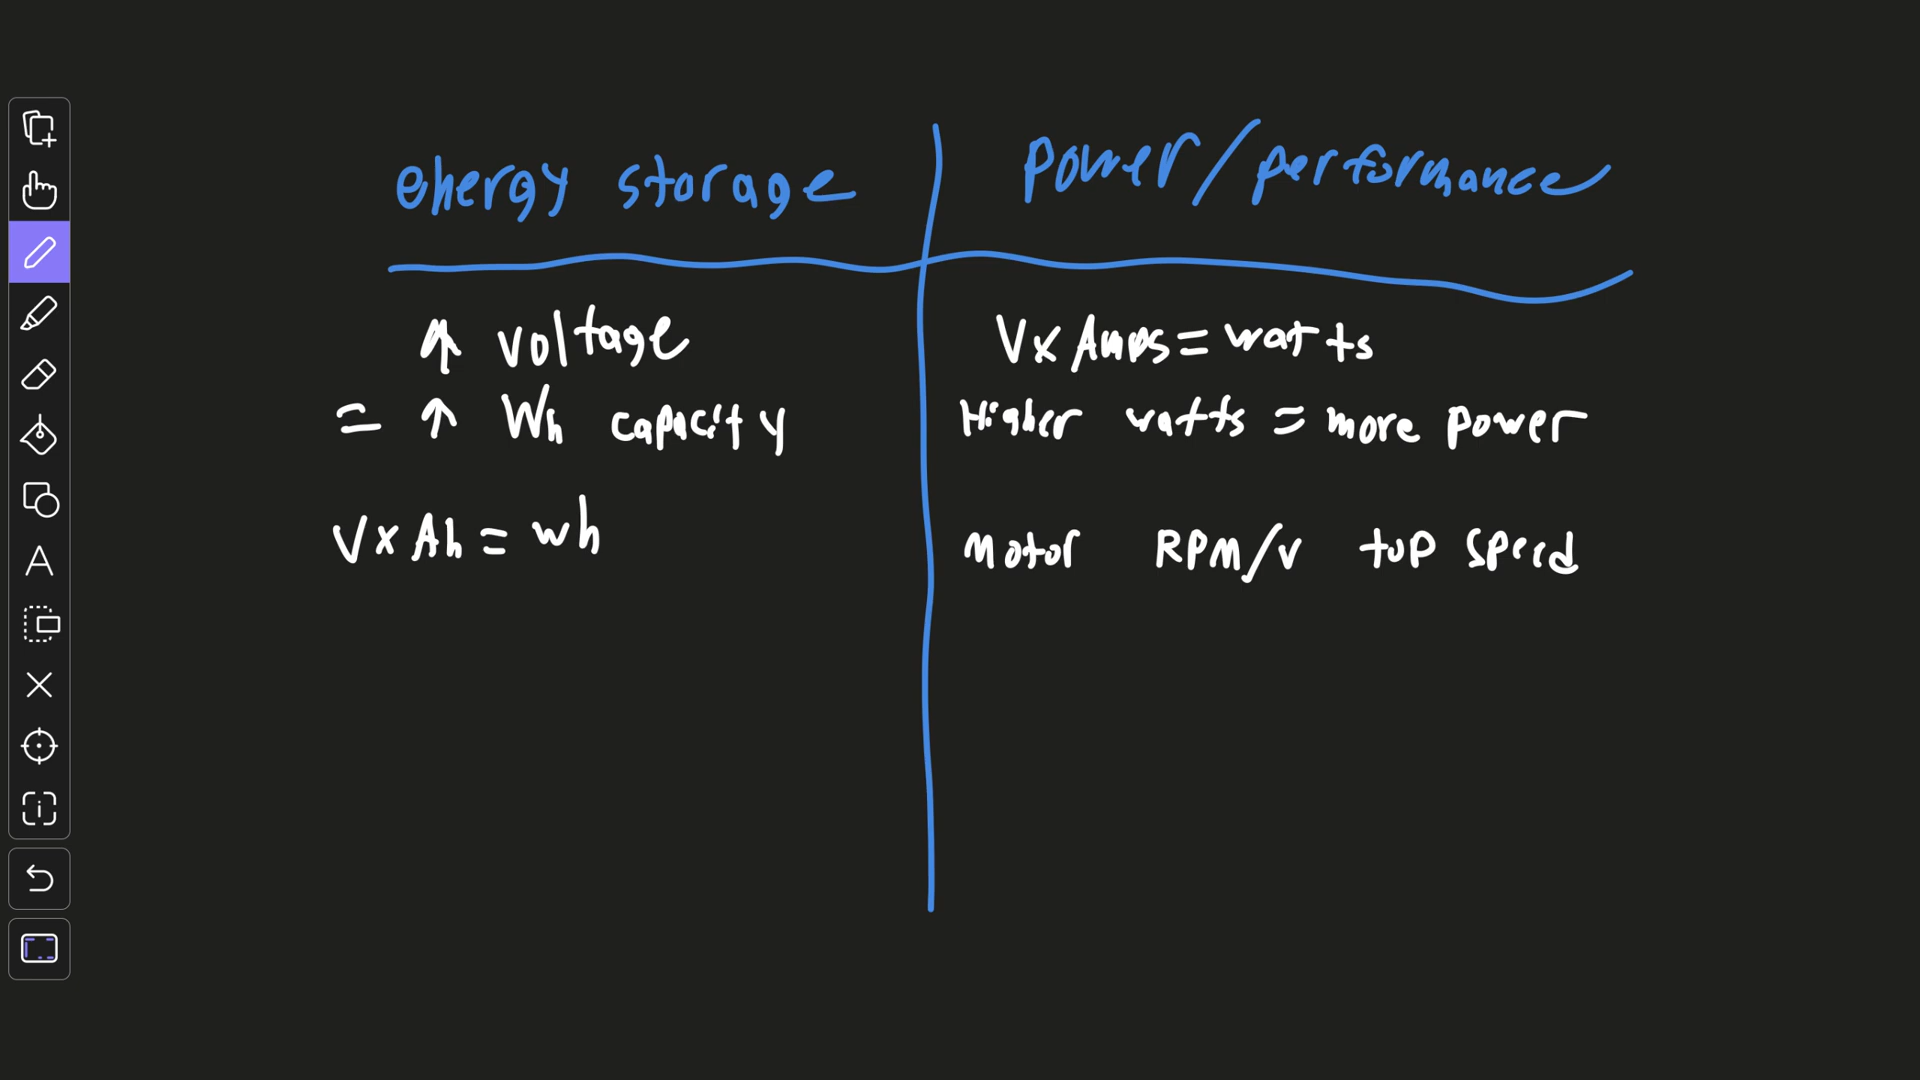 energy storage
power/performance
↑ voltage
= ↑ Wh capacity
V x Ah = wh
V x Amps = watts
Higher watts = more power
motor RPM/v top speed
A